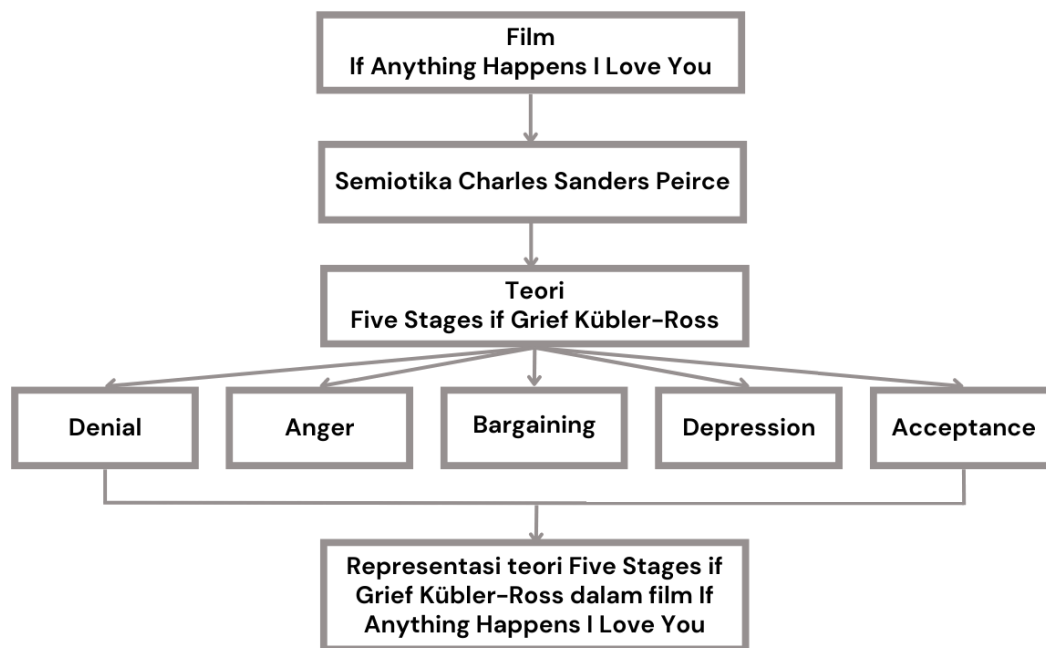 Film
If Anything Happens I Love You
Semiotika Charles Sanders Peirce
Teori
Five Stages if Grief Kübler-Ross
Denial
Anger
Bargaining
Depression
Acceptance
Representasi teori Five Stages if
Grief Kübler-Ross dalam film If
Anything Happens I Love You